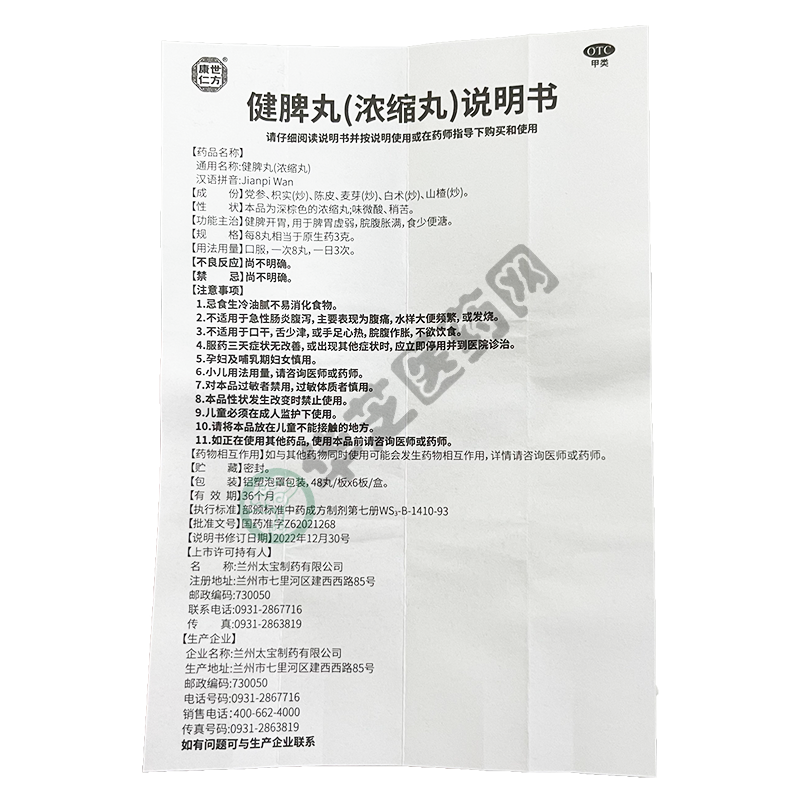 康世
仁方
®
OTC
甲类
健脾丸(浓缩丸)说明书
请仔细阅读说明书并按说明使用或在药师指导下购买和使用
【药品名称】
通用名称:健脾丸(浓缩丸)
汉语拼音:Jianpi Wan
【成 份】党参、枳实(炒)、陈皮、麦芽(炒)、白术(炒)、山楂(炒)。
【性 状】本品为深棕色的浓缩丸;味微酸、稍苦。
【功能主治】健脾开胃,用于脾胃虚弱,脘腹胀满,食少便溏。
【规 格】每8丸相当于原生药3克。
【用法用量】口服,一次8丸,一日3次。
【不良反应】尚不明确。
【禁 忌】尚不明确。
【注意事项】
1.忌食生冷油腻不易消化食物。
2.不适用于急性肠炎腹泻,主要表现为腹痛,水样大便频繁,或发烧。
3.不适用于口干,舌少津,或手足心热,脘腹作胀,不欲饮食。
4.服药三天症状无改善,或出现其他症状时,应立即停用并到医院诊治。
5.孕妇及哺乳期妇女慎用。
6.小儿用法用量,请咨询医师或药师。
7.对本品过敏者禁用,过敏体质者慎用。
8.本品性状发生改变时禁止使用。
9.儿童必须在成人监护下使用。
10.请将本品放在儿童不能接触的地方。
11.如正在使用其他药品,使用本品前请咨询医师或药师。
【药物相互作用】如与其他药物同时使用可能会发生药物相互作用,详情请咨询医师或药师。
【贮 藏】密封。
【包 装】铝塑泡罩包装,48丸/板x6板/盒。
【有 效 期】36个月
【执行标准】部颁标准中药成方制剂第七册WS₃-B-1410-93
【批准文号】国药准字Z62021268
【说明书修订日期】2022年12月30号
【上市许可持有人】
名 称:兰州太宝制药有限公司
注册地址:兰州市七里河区建西西路85号
邮政编码:730050
联系电话:0931-2867716
传 真:0931-2863819
【生产企业】
企业名称:兰州太宝制药有限公司
生产地址:兰州市七里河区建西西路85号
邮政编码:730050
电话号码:0931-2867716
销售电话:400-662-4000
传真号码:0931-2863819
如有问题可与生产企业联系
华芝医药网